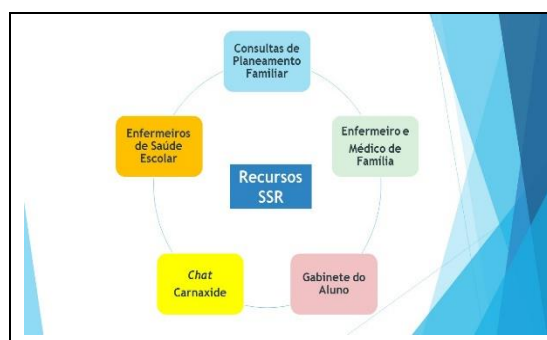 Consultas de
Planeamento
Familiar
Enfermeiros
de Saúde
Escolar
Enfermeiro e
Médico de
Família
Recursos
SSR
Chat
Carnaxide
Gabinete do
Aluno